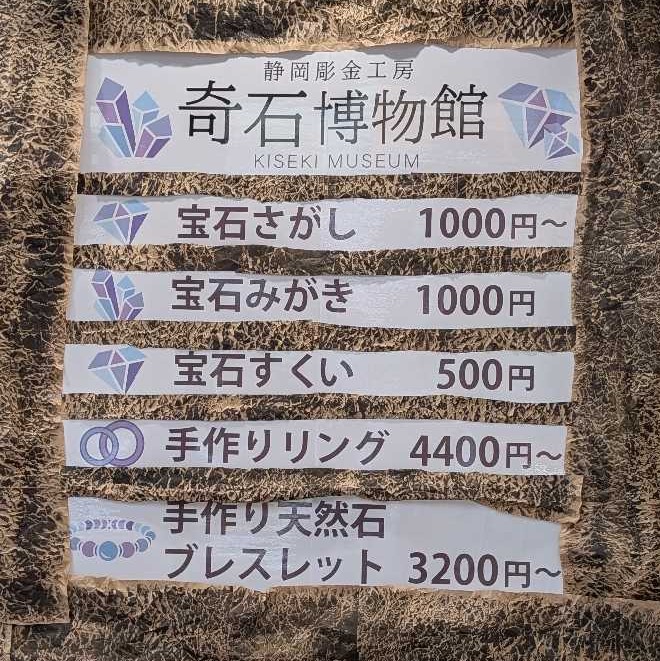 静岡彫金工房
奇石博物館
KISEKI MUSEUM
宝石さがし 1000円～
宝石みがき 1000円
宝石すくい 500円
手作りリング 4400円～
手作り天然石
ブレスレット 3200円～